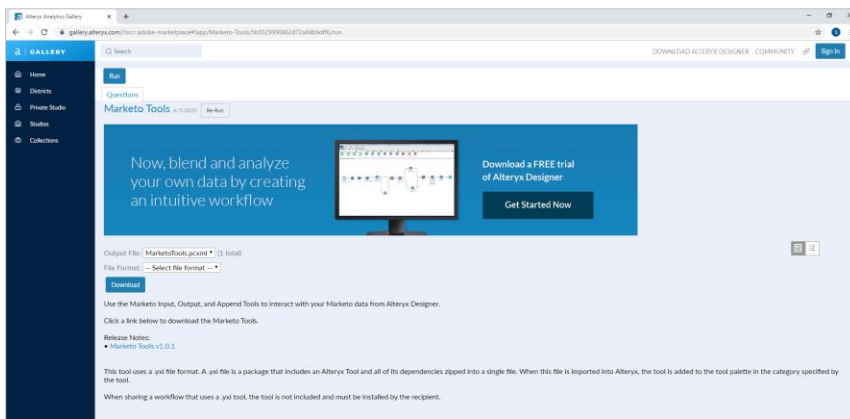 Alteryx Analytics Gallery
gallery.alteryx.com/?src=adobe-marketplace#!app/Marketo-Tools/5b0329990462d72a68b9dff6/run
a GALLERY
Search
DOWNLOAD ALTERYX DESIGNER COMMUNITY
Sign In
Home
Districts
Private Studio
Studios
Collections
Run
Questions
Marketo Tools
Re-Run
Now, blend and analyze
your own data by creating
an intuitive workflow
Download a FREE trial
of Alteryx Designer
Get Started Now
Output File: MarketoTools.pcxml (1 total)
File Format: -- Select file format --
Download
Use the Marketo Input, Output, and Append Tools to interact with your Marketo data from Alteryx Designer.
Click a link below to download the Marketo Tools.
Release Notes:
• Marketo Tools v1.0.1
This tool uses a .yxi file format. A .yxi file is a package that includes an Alteryx Tool and all of its dependencies zipped into a single file. When this file is imported into Alteryx, the tool is added to the tool palette in the category specified by
the tool.
When sharing a workflow that uses a .yxi tool, the tool is not included and must be installed by the recipient.